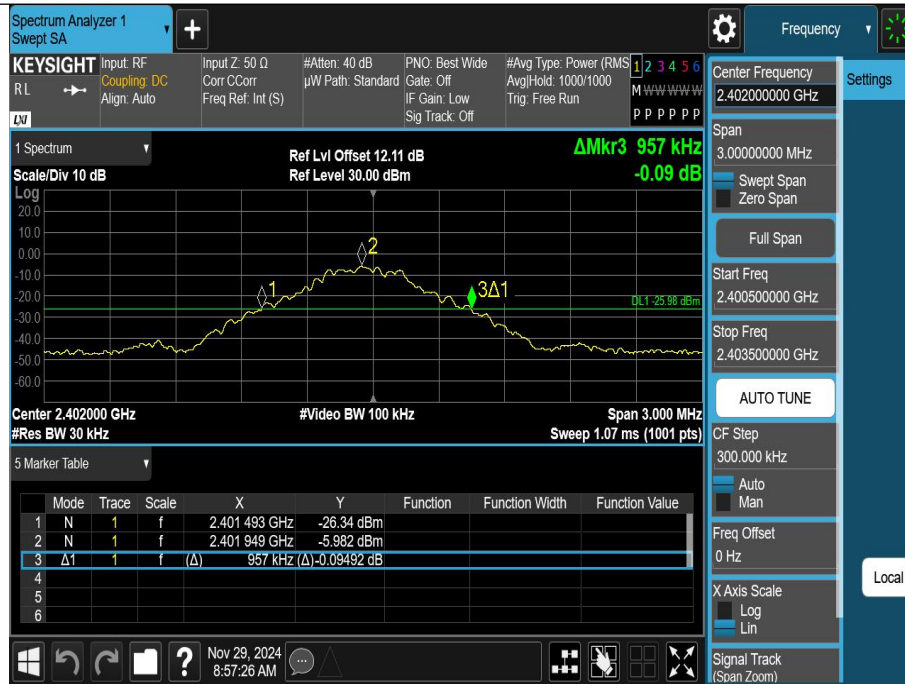 Spectrum Analyzer 1
Swept SA
Frequency
KEYSIGHT
RL
LXI
Input: RF
Coupling: DC
Align: Auto
Input Z: 50 Ω
Corr CCorr
Freq Ref: Int (S)
#Atten: 40 dB
µW Path: Standard
PNO: Best Wide
Gate: Off
IF Gain: Low
Sig Track: Off
#Avg Type: Power (RMS
Avg|Hold: 1000/1000
Trig: Free Run
1 2 3 4 5 6
M W W W W W
P P P P P P
1 Spectrum
Scale/Div 10 dB
Ref Lvl Offset 12.11 dB
Ref Level 30.00 dBm
ΔMkr3 957 kHz
-0.09 dB
Log
20.0
10.0
0.00
-10.0
-20.0
-30.0
-40.0
-50.0
-60.0
2
1
3Δ1
DL1 -25.98 dBm
Center 2.402000 GHz
#Res BW 30 kHz
#Video BW 100 kHz
Span 3.000 MHz
Sweep 1.07 ms (1001 pts)
5 Marker Table
Mode Trace Scale X Y Function Function Width Function Value
1 N 1 f 2.401 493 GHz -26.34 dBm
2 N 1 f 2.401 949 GHz -5.982 dBm
3 Δ1 1 f (Δ) 957 kHz (Δ) -0.09492 dB
4
5
6
Nov 29, 2024
8:57:26 AM
Center Frequency
2.402000000 GHz
Span
3.00000000 MHz
Swept Span
Zero Span
Full Span
Start Freq
2.400500000 GHz
Stop Freq
2.403500000 GHz
AUTO TUNE
CF Step
300.000 kHz
Auto
Man
Freq Offset
0 Hz
X Axis Scale
Log
Lin
Signal Track
(Span Zoom)
Settings
Local